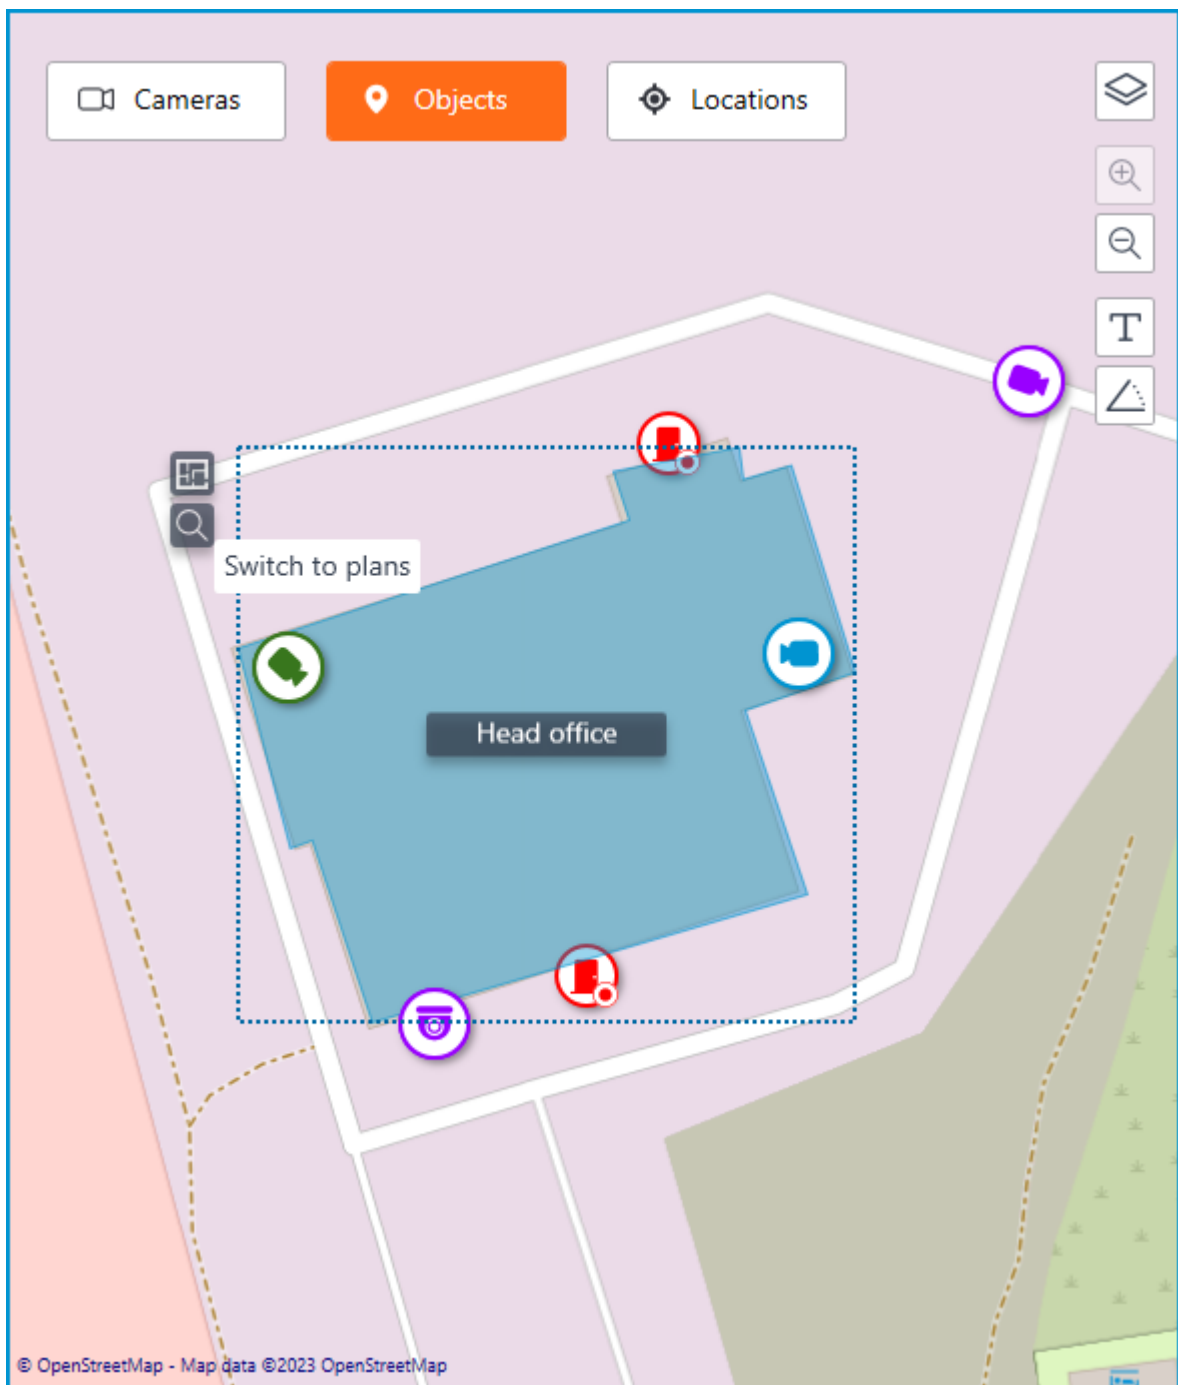 Cameras
Objects
Locations
T
Switch to plans
Head office
© OpenStreetMap - Map data ©2023 OpenStreetMap